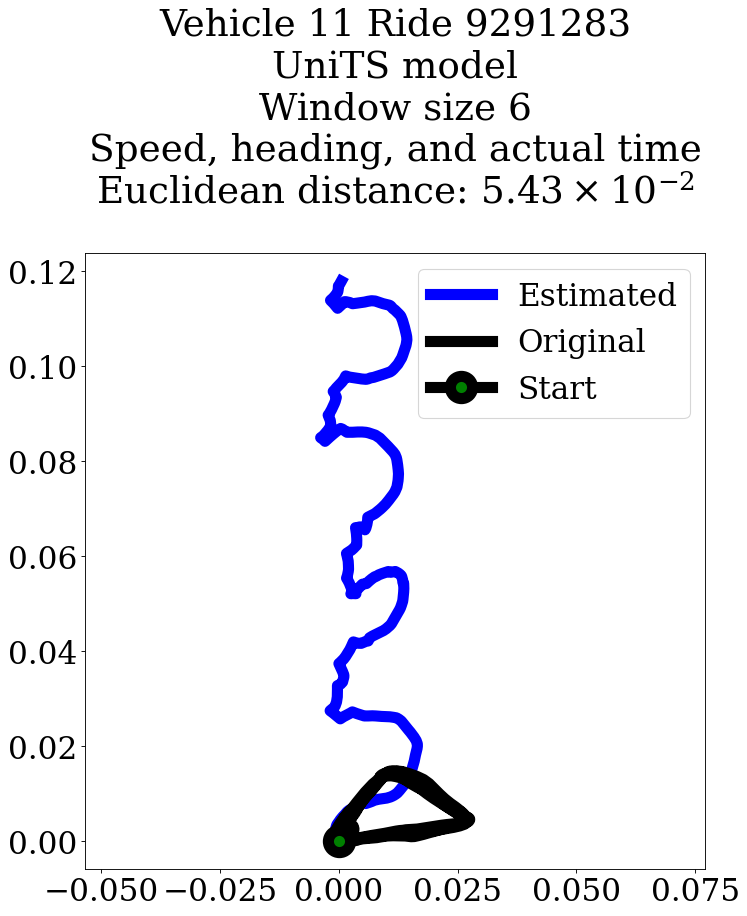 Vehicle 11 Ride 9291283
UniTS model
Window size 6
Speed, heading, and actual time
Euclidean distance: 5.43 × 10⁻²
Estimated
Original
Start
0.12
0.10
0.08
0.06
0.04
0.02
0.00
−0.050 −0.025 0.000 0.025 0.050 0.075